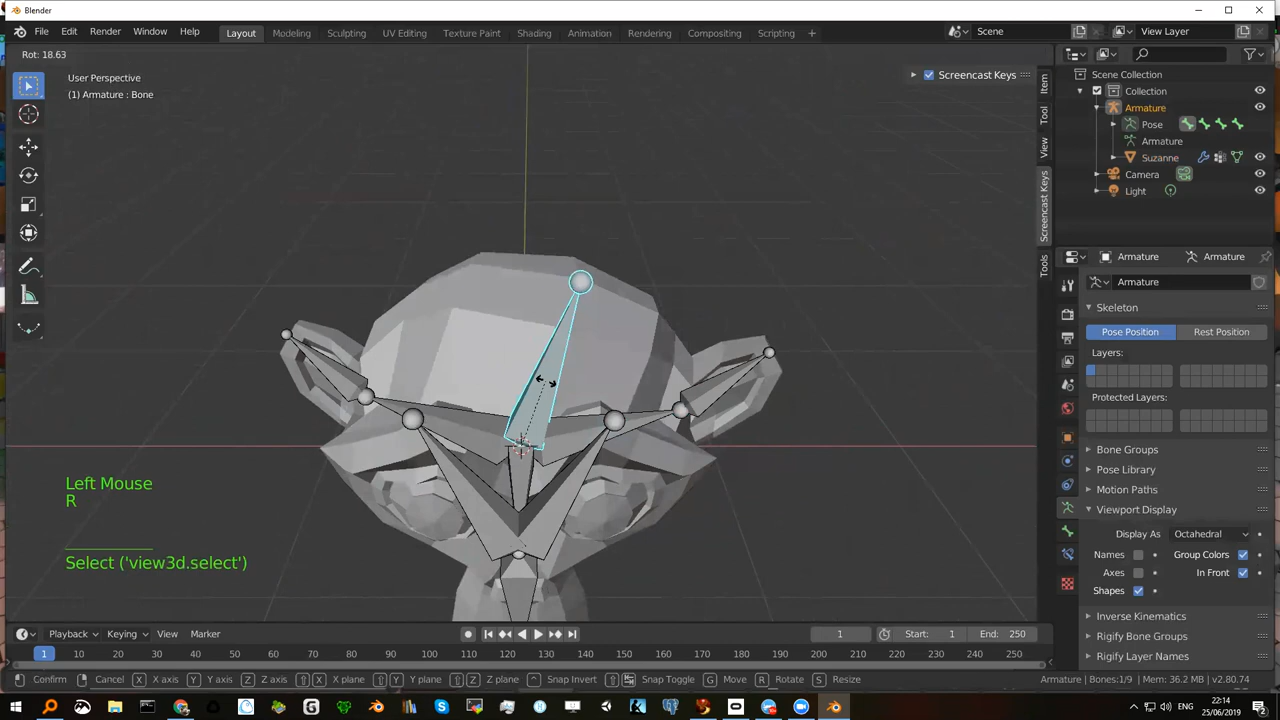 Blender
File Edit Render Window Help
Layout Modeling Sculpting UV Editing Texture Paint Shading Animation Rendering Compositing Scripting +
Scene
View Layer
Rot: 18.63
User Perspective
(1) Armature : Bone
Screencast Keys
Item
Tool
View
Screencast Keys
Tools
Scene Collection
Collection
Armature
Pose
Armature
Suzanne
Camera
Light
Armature Armature
Armature
Skeleton
Pose Position Rest Position
Layers:
Protected Layers:
Bone Groups
Pose Library
Motion Paths
Viewport Display
Display As Octahedral
Names Group Colors
Axes In Front
Shapes
Inverse Kinematics
Rigify Bone Groups
Rigify Layer Names
Left Mouse
R
Select ('view3d.select')
Playback Keying View Marker
1 Start: 1 End: 250
1 10 20 30 40 50 60 70 80 90 100 110 120 130 140 150 160 170 180 190 200 210 220 230 240 250
Confirm Cancel X X axis Y Y axis Z Z axis X X plane Y Y plane Z Z plane Snap Invert Snap Toggle G Move R Rotate S Resize
Armature | Bones:1/9 | Mem: 36.2 MB | v2.80.74
ENG
22:14
25/06/2019